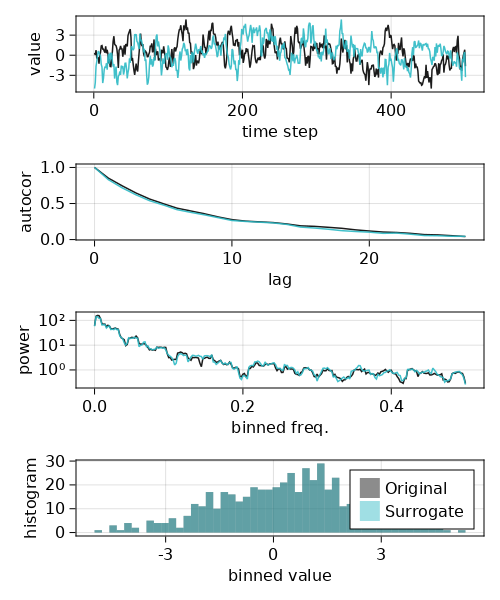 value
3
0
-3
0
200
400
time step
autocor
1.0
0.5
0.0
0
10
20
lag
power
10²
10¹
10⁰
0.0
0.2
0.4
binned freq.
histogram
30
20
10
0
Original
Surrogate
-3
0
3
binned value